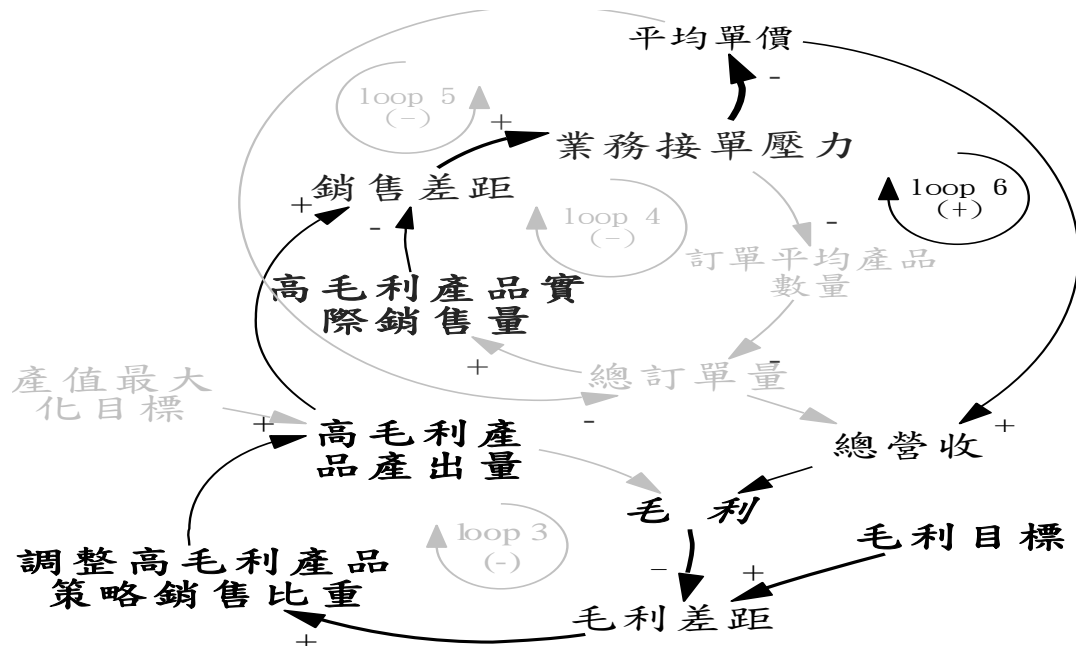 平均單價
-
loop 5
(-)
+
業務接單壓力
銷售差距
+
-
loop 4
(-)
-
loop 6
(+)
訂單平均產品
數量
高毛利產品實
際銷售量
+
-
總訂單量
產值最大
化目標
+
-
+
高毛利產
品產出量
總營收
毛 利
loop 3
(-)
毛利目標
調整高毛利產品
策略銷售比重
-
+
毛利差距
+